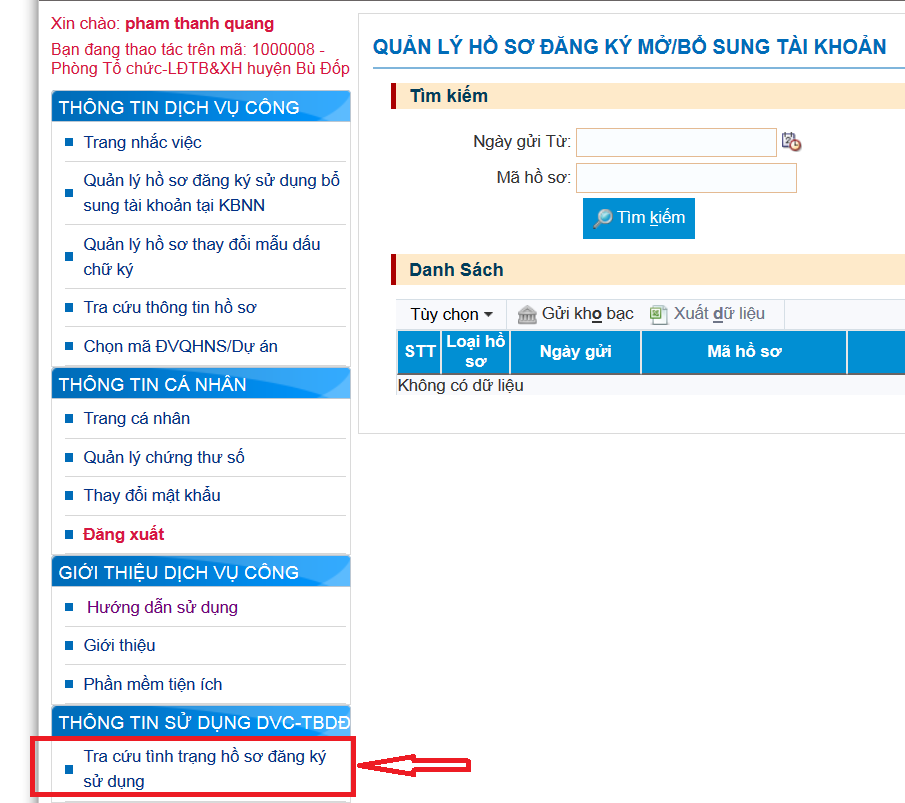 Xin chào: pham thanh quang
Bạn đang thao tác trên mã: 1000008 -
Phòng Tổ chức-LĐTB&XH huyện Bù Đốp
THÔNG TIN DỊCH VỤ CÔNG
Trang nhắc việc
Quản lý hồ sơ đăng ký sử dụng bổ
sung tài khoản tại KBNN
Quản lý hồ sơ thay đổi mẫu dấu
chữ ký
Tra cứu thông tin hồ sơ
Chọn mã ĐVQHNS/Dự án
THÔNG TIN CÁ NHÂN
Trang cá nhân
Quản lý chứng thư số
Thay đổi mật khẩu
Đăng xuất
GIỚI THIỆU DỊCH VỤ CÔNG
Hướng dẫn sử dụng
Giới thiệu
Phần mềm tiện ích
THÔNG TIN SỬ DỤNG DVC-TBDĐ
Tra cứu tình trạng hồ sơ đăng ký
sử dụng
QUẢN LÝ HỒ SƠ ĐĂNG KÝ MỞ/BỔ SUNG TÀI KHOẢN
Tìm kiếm
Ngày gửi Từ:
Mã hồ sơ:
Tìm kiếm
Danh Sách
Tùy chọn Gửi kho bạc Xuất dữ liệu
STT Loại hồ sơ Ngày gửi Mã hồ sơ
Không có dữ liệu